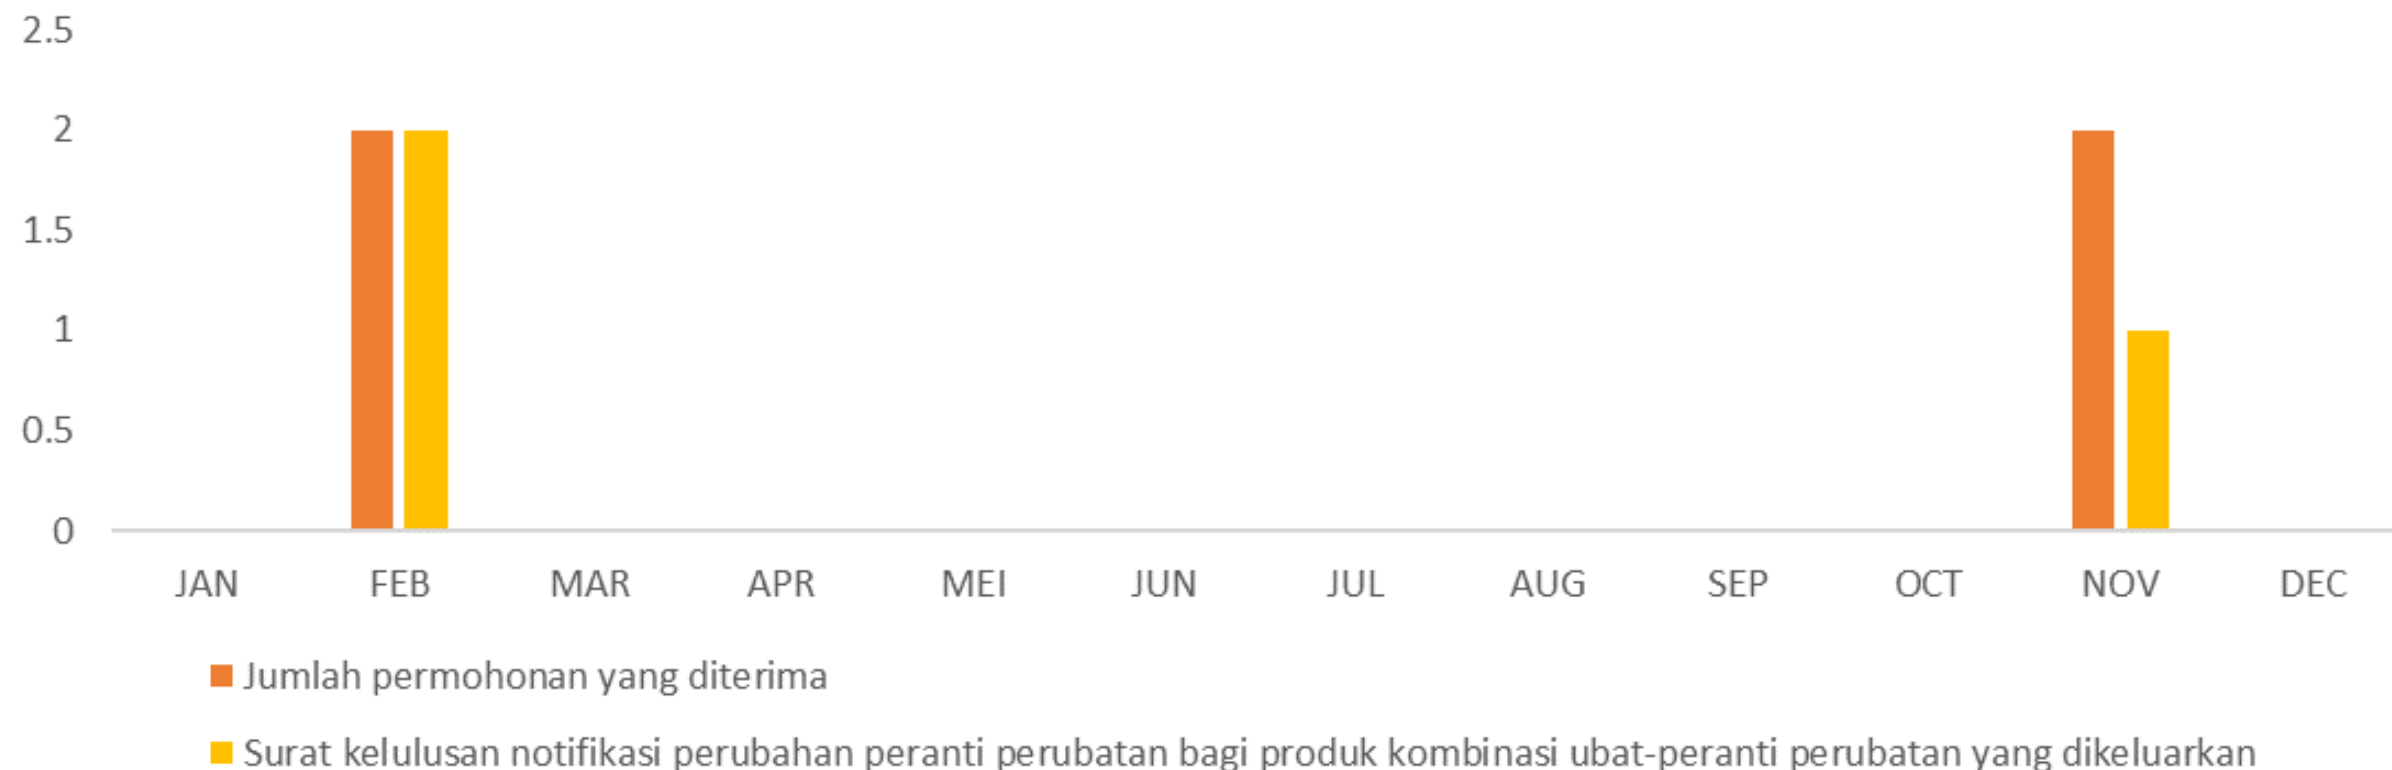 2.5
2
1.5
1
0.5
0
JAN FEB MAR APR MEI JUN JUL AUG SEP OCT NOV DEC
Jumlah permohonan yang diterima
Surat kelulusan notifikasi perubahan peranti perubatan bagi produk kombinasi ubat-peranti perubatan yang dikeluarkan